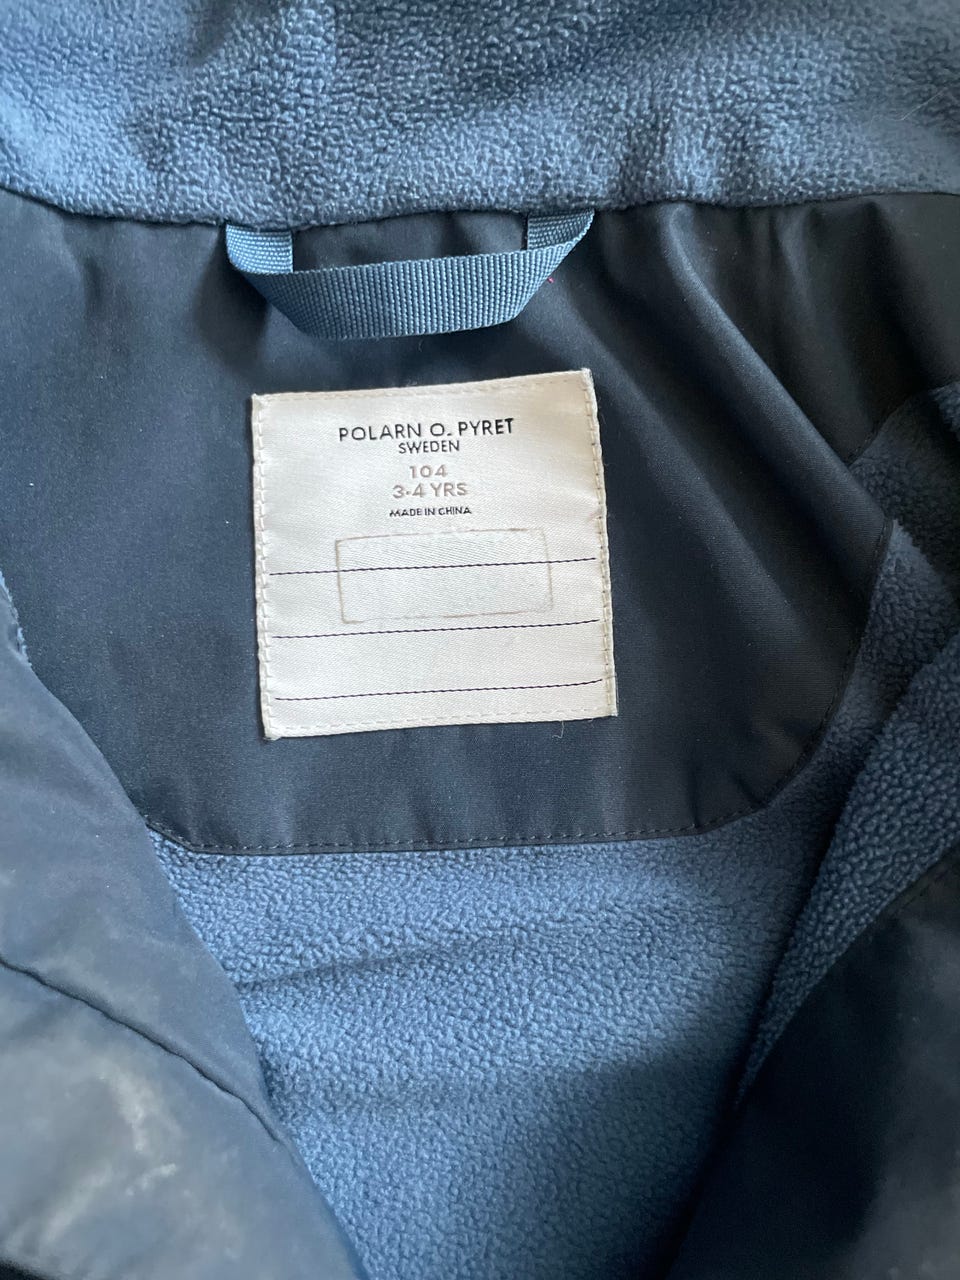 POLARN O. PYRET
SWEDEN
104
3-4 YRS
MADE IN CHINA